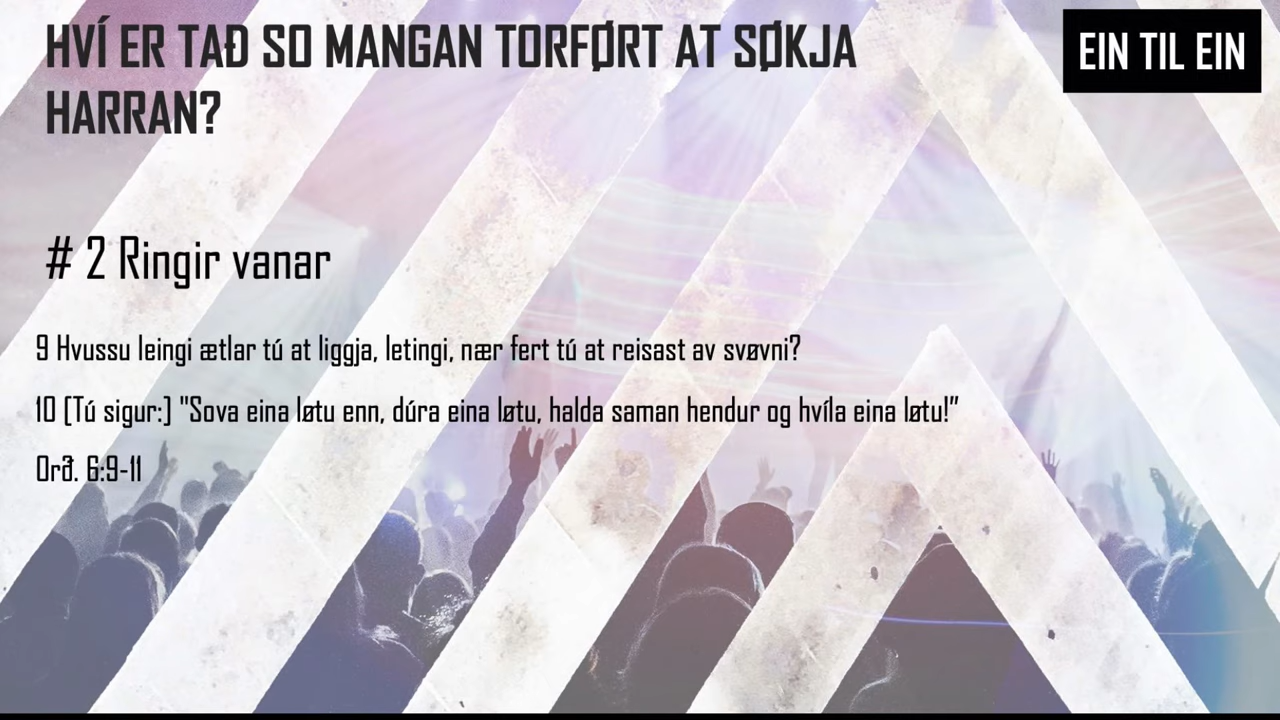 HVÍ ER TAÐ SO MANGAN TORFØRT AT SØKJA
HARRAN?
EIN TIL EIN
# 2 Ringir vanar
9 Hvussu leingi ætlar tú at liggja, letingi, nær fert tú at reisast av svøvni?
10 [Tú sigur:] "Sova eina løtu enn, dúra eina løtu, halda saman hendur og hvíla eina løtu!”
Orð. 6:9-11